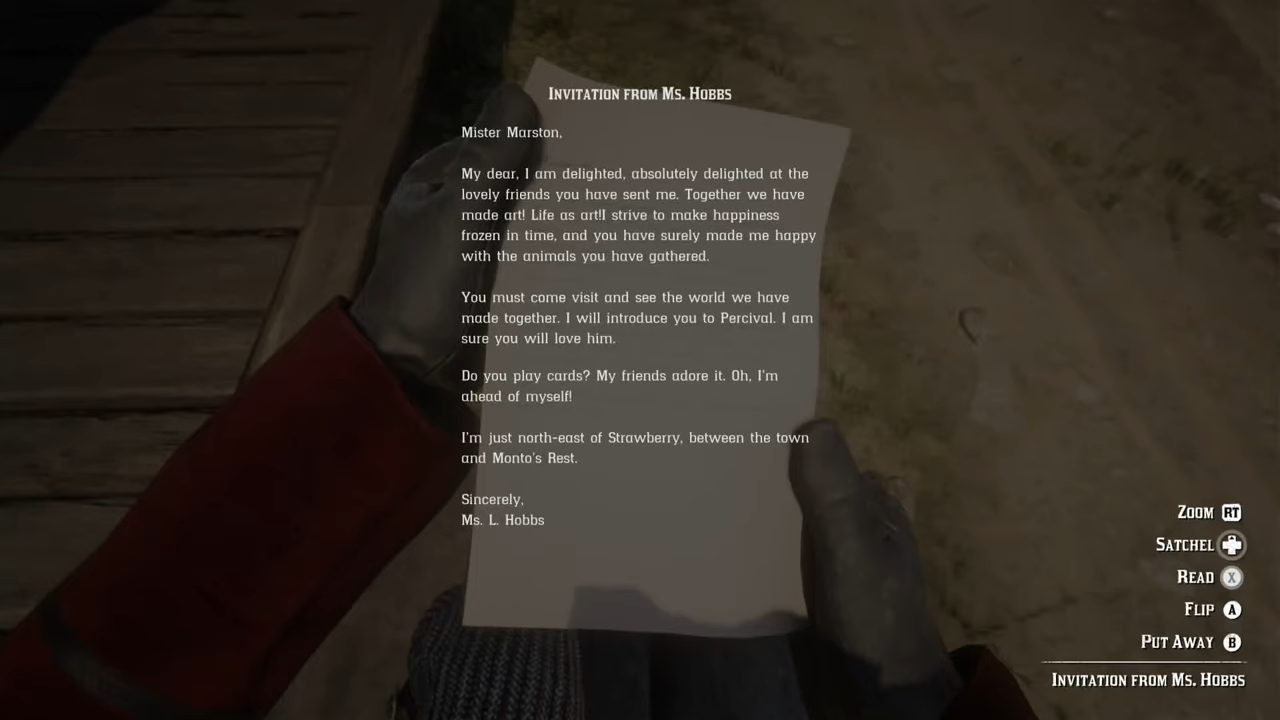 Invitation from Ms. Hobbs
Mister Marston,
My dear, I am delighted, absolutely delighted at the
lovely friends you have sent me. Together we have
made art! Life as art!I strive to make happiness
frozen in time, and you have surely made me happy
with the animals you have gathered.
You must come visit and see the world we have
made together. I will introduce you to Percival. I am
sure you will love him.
Do you play cards? My friends adore it. Oh, I'm
ahead of myself!
I'm just north-east of Strawberry, between the town
and Monto's Rest.
Sincerely,
Ms. L. Hobbs
Zoom RT
Satchel
Read X
Flip A
Put Away B
Invitation from Ms. Hobbs